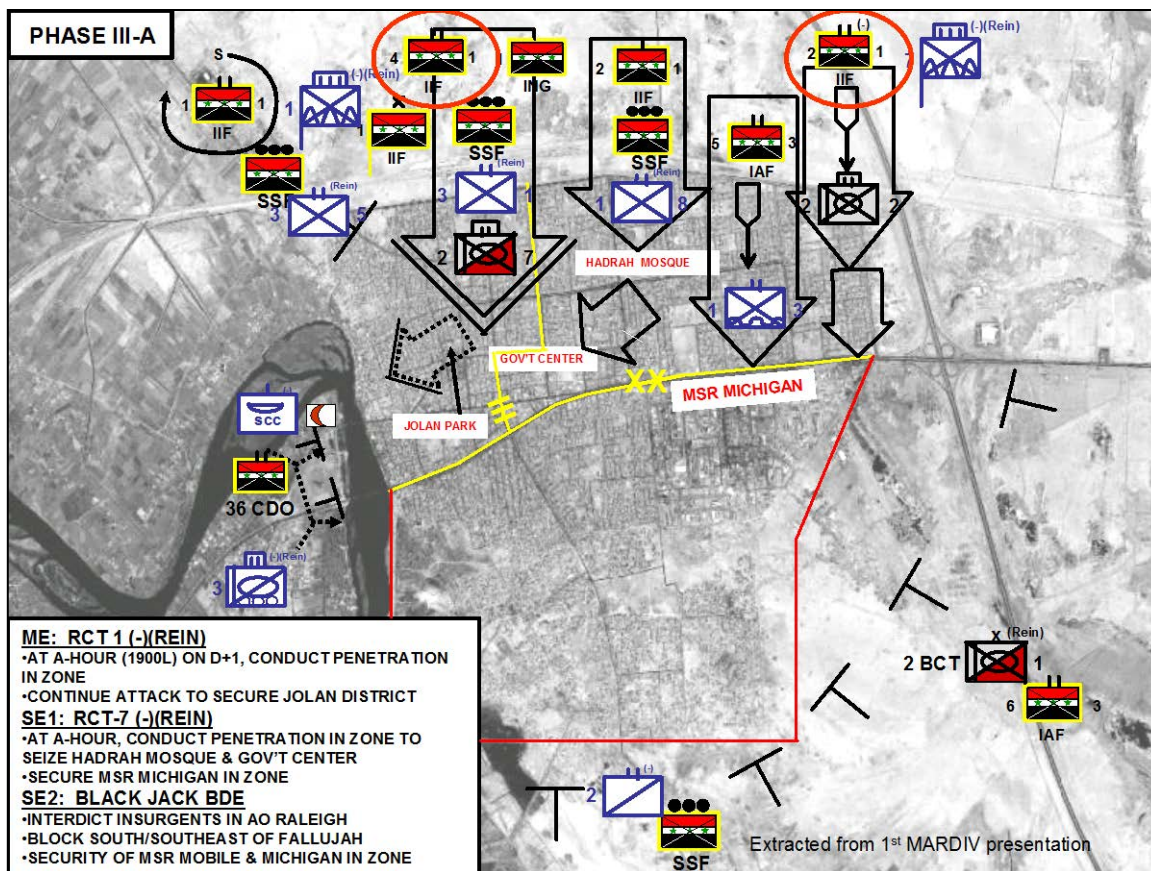 PHASE III-A
S
1 1
IIF
SSF
(-)(Rein)
1
(Rein)
3 5
4 1
IIF
1
IIF
ING
SSF
(Rein)
3 1
2 7
2 1
IIF
SSF
(Rein)
1 8
HADRAH MOSQUE
5 3
IAF
1 3
(-)
2 1
IIF
2 2
(-)(Rein)
7
GOV'T CENTER
JOLAN PARK
MSR MICHIGAN
(-)
SCC
36 CDO
(-)(Rein)
3
X (Rein)
2 BCT 1
6 3
IAF
(-)
2
SSF
ME: RCT 1 (-)(REIN)
•AT A-HOUR (1900L) ON D+1, CONDUCT PENETRATION
IN ZONE
•CONTINUE ATTACK TO SECURE JOLAN DISTRICT
SE1: RCT-7 (-)(REIN)
•AT A-HOUR, CONDUCT PENETRATION IN ZONE TO
SEIZE HADRAH MOSQUE & GOV'T CENTER
•SECURE MSR MICHIGAN IN ZONE
SE2: BLACK JACK BDE
•INTERDICT INSURGENTS IN AO RALEIGH
•BLOCK SOUTH/SOUTHEAST OF FALLUJAH
•SECURITY OF MSR MOBILE & MICHIGAN IN ZONE
Extracted from 1st MARDIV presentation